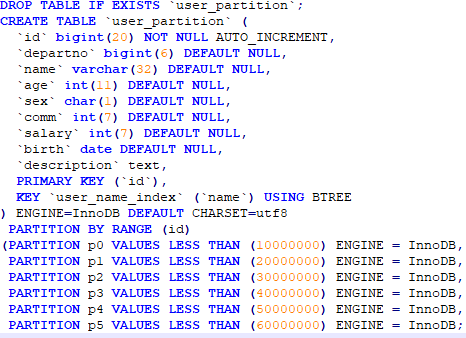 DROP TABLE IF EXISTS `user_partition`;
CREATE TABLE `user_partition` (
  `id` bigint(20) NOT NULL AUTO_INCREMENT,
  `departno` bigint(6) DEFAULT NULL,
  `name` varchar(32) DEFAULT NULL,
  `age` int(11) DEFAULT NULL,
  `sex` char(1) DEFAULT NULL,
  `comm` int(7) DEFAULT NULL,
  `salary` int(7) DEFAULT NULL,
  `birth` date DEFAULT NULL,
  `description` text,
  PRIMARY KEY (`id`),
  KEY `user_name_index` (`name`) USING BTREE
) ENGINE=InnoDB DEFAULT CHARSET=utf8
 PARTITION BY RANGE (id)
(PARTITION p0 VALUES LESS THAN (10000000) ENGINE = InnoDB,
 PARTITION p1 VALUES LESS THAN (20000000) ENGINE = InnoDB,
 PARTITION p2 VALUES LESS THAN (30000000) ENGINE = InnoDB,
 PARTITION p3 VALUES LESS THAN (40000000) ENGINE = InnoDB,
 PARTITION p4 VALUES LESS THAN (50000000) ENGINE = InnoDB,
 PARTITION p5 VALUES LESS THAN (60000000) ENGINE = InnoDB;